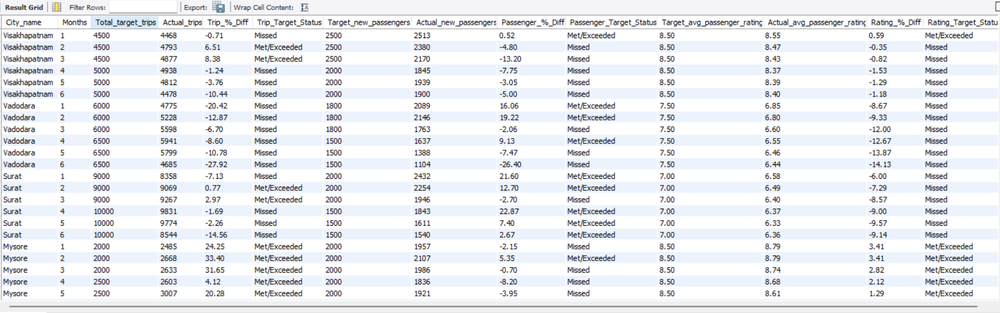 Result Grid Filter Rows: Export: Wrap Cell Content:
City_name Months Total_target_trips Actual_trips Trip_%_Diff Trip_Target_Status Target_new_passengers Actual_new_passengers Passenger_%_Diff Passenger_Target_Status Target_avg_passenger_rating Actual_avg_passenger_rating Rating_%_Diff Rating_Target_Statu
Visakhapatnam 1 4500 4468 -0.71 Missed 2500 2513 0.52 Met/Exceeded 8.50 8.55 0.59 Met/Exceeded
Visakhapatnam 2 4500 4793 6.51 Met/Exceeded 2500 2380 -4.80 Missed 8.50 8.47 -0.35 Missed
Visakhapatnam 3 4500 4877 8.38 Met/Exceeded 2500 2170 -13.20 Missed 8.50 8.43 -0.82 Missed
Visakhapatnam 4 5000 4938 -1.24 Missed 2000 1845 -7.75 Missed 8.50 8.37 -1.53 Missed
Visakhapatnam 5 5000 4812 -3.76 Missed 2000 1939 -3.05 Missed 8.50 8.39 -1.29 Missed
Visakhapatnam 6 5000 4478 -10.44 Missed 2000 1900 -5.00 Missed 8.50 8.40 -1.18 Missed
Vadodara 1 6000 4775 -20.42 Missed 1800 2089 16.06 Met/Exceeded 7.50 6.85 -8.67 Missed
Vadodara 2 6000 5228 -12.87 Missed 1800 2146 19.22 Met/Exceeded 7.50 6.80 -9.33 Missed
Vadodara 3 6000 5598 -6.70 Missed 1800 1763 -2.06 Missed 7.50 6.60 -12.00 Missed
Vadodara 4 6500 5941 -8.60 Missed 1500 1637 9.13 Met/Exceeded 7.50 6.55 -12.67 Missed
Vadodara 5 6500 5799 -10.78 Missed 1500 1388 -7.47 Missed 7.50 6.46 -13.87 Missed
Vadodara 6 6500 4685 -27.92 Missed 1500 1104 -26.40 Missed 7.50 6.44 -14.13 Missed
Surat 1 9000 8358 -7.13 Missed 2000 2432 21.60 Met/Exceeded 7.00 6.58 -6.00 Missed
Surat 2 9000 9069 0.77 Met/Exceeded 2000 2254 12.70 Met/Exceeded 7.00 6.49 -7.29 Missed
Surat 3 9000 9267 2.97 Met/Exceeded 2000 1946 -2.70 Missed 7.00 6.40 -8.57 Missed
Surat 4 10000 9831 -1.69 Missed 1500 1843 22.87 Met/Exceeded 7.00 6.37 -9.00 Missed
Surat 5 10000 9774 -2.26 Missed 1500 1611 7.40 Met/Exceeded 7.00 6.33 -9.57 Missed
Surat 6 10000 8544 -14.56 Missed 1500 1540 2.67 Met/Exceeded 7.00 6.36 -9.14 Missed
Mysore 1 2000 2485 24.25 Met/Exceeded 2000 1957 -2.15 Missed 8.50 8.79 3.41 Met/Exceeded
Mysore 2 2000 2668 33.40 Met/Exceeded 2000 2107 5.35 Met/Exceeded 8.50 8.79 3.41 Met/Exceeded
Mysore 3 2000 2633 31.65 Met/Exceeded 2000 1986 -0.70 Missed 8.50 8.74 2.82 Met/Exceeded
Mysore 4 2500 2603 4.12 Met/Exceeded 2000 1836 -8.20 Missed 8.50 8.68 2.12 Met/Exceeded
Mysore 5 2500 3007 20.28 Met/Exceeded 2000 1921 -3.95 Missed 8.50 8.61 1.29 Met/Exceeded